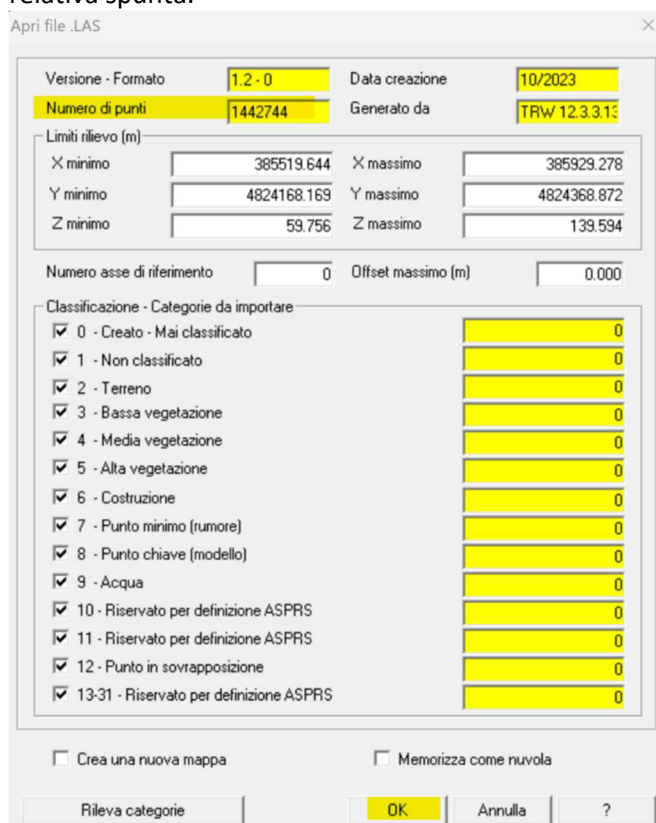 relativa spunta.
Apri file .LAS
Versione - Formato 1.2 - 0 Data creazione 10/2023
Numero di punti 1442744 Generato da TRW 12.3.3.13
Limiti rilievo (m)
X minimo 385519.644 X massimo 385929.278
Y minimo 4824168.169 Y massimo 4824368.872
Z minimo 59.756 Z massimo 139.594
Numero asse di riferimento 0 Offset massimo (m) 0.000
Classificazione - Categorie da importare
0 - Creato - Mai classificato 0
1 - Non classificato 0
2 - Terreno 0
3 - Bassa vegetazione 0
4 - Media vegetazione 0
5 - Alta vegetazione 0
6 - Costruzione 0
7 - Punto minimo (rumore) 0
8 - Punto chiave (modello) 0
9 - Acqua 0
10 - Riservato per definizione ASPRS 0
11 - Riservato per definizione ASPRS 0
12 - Punto in sovrapposizione 0
13-31 - Riservato per definizione ASPRS 0
Crea una nuova mappa Memorizza come nuvola
Rileva categorie OK Annulla ?